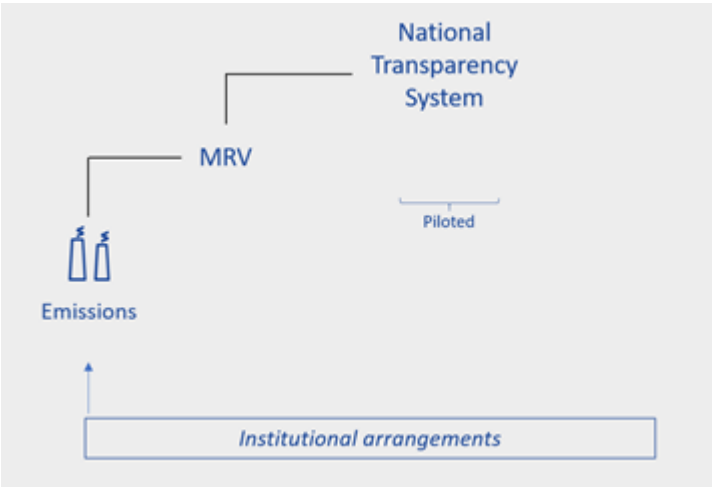 National
Transparency
System
MRV
Piloted
Emissions
Institutional arrangements